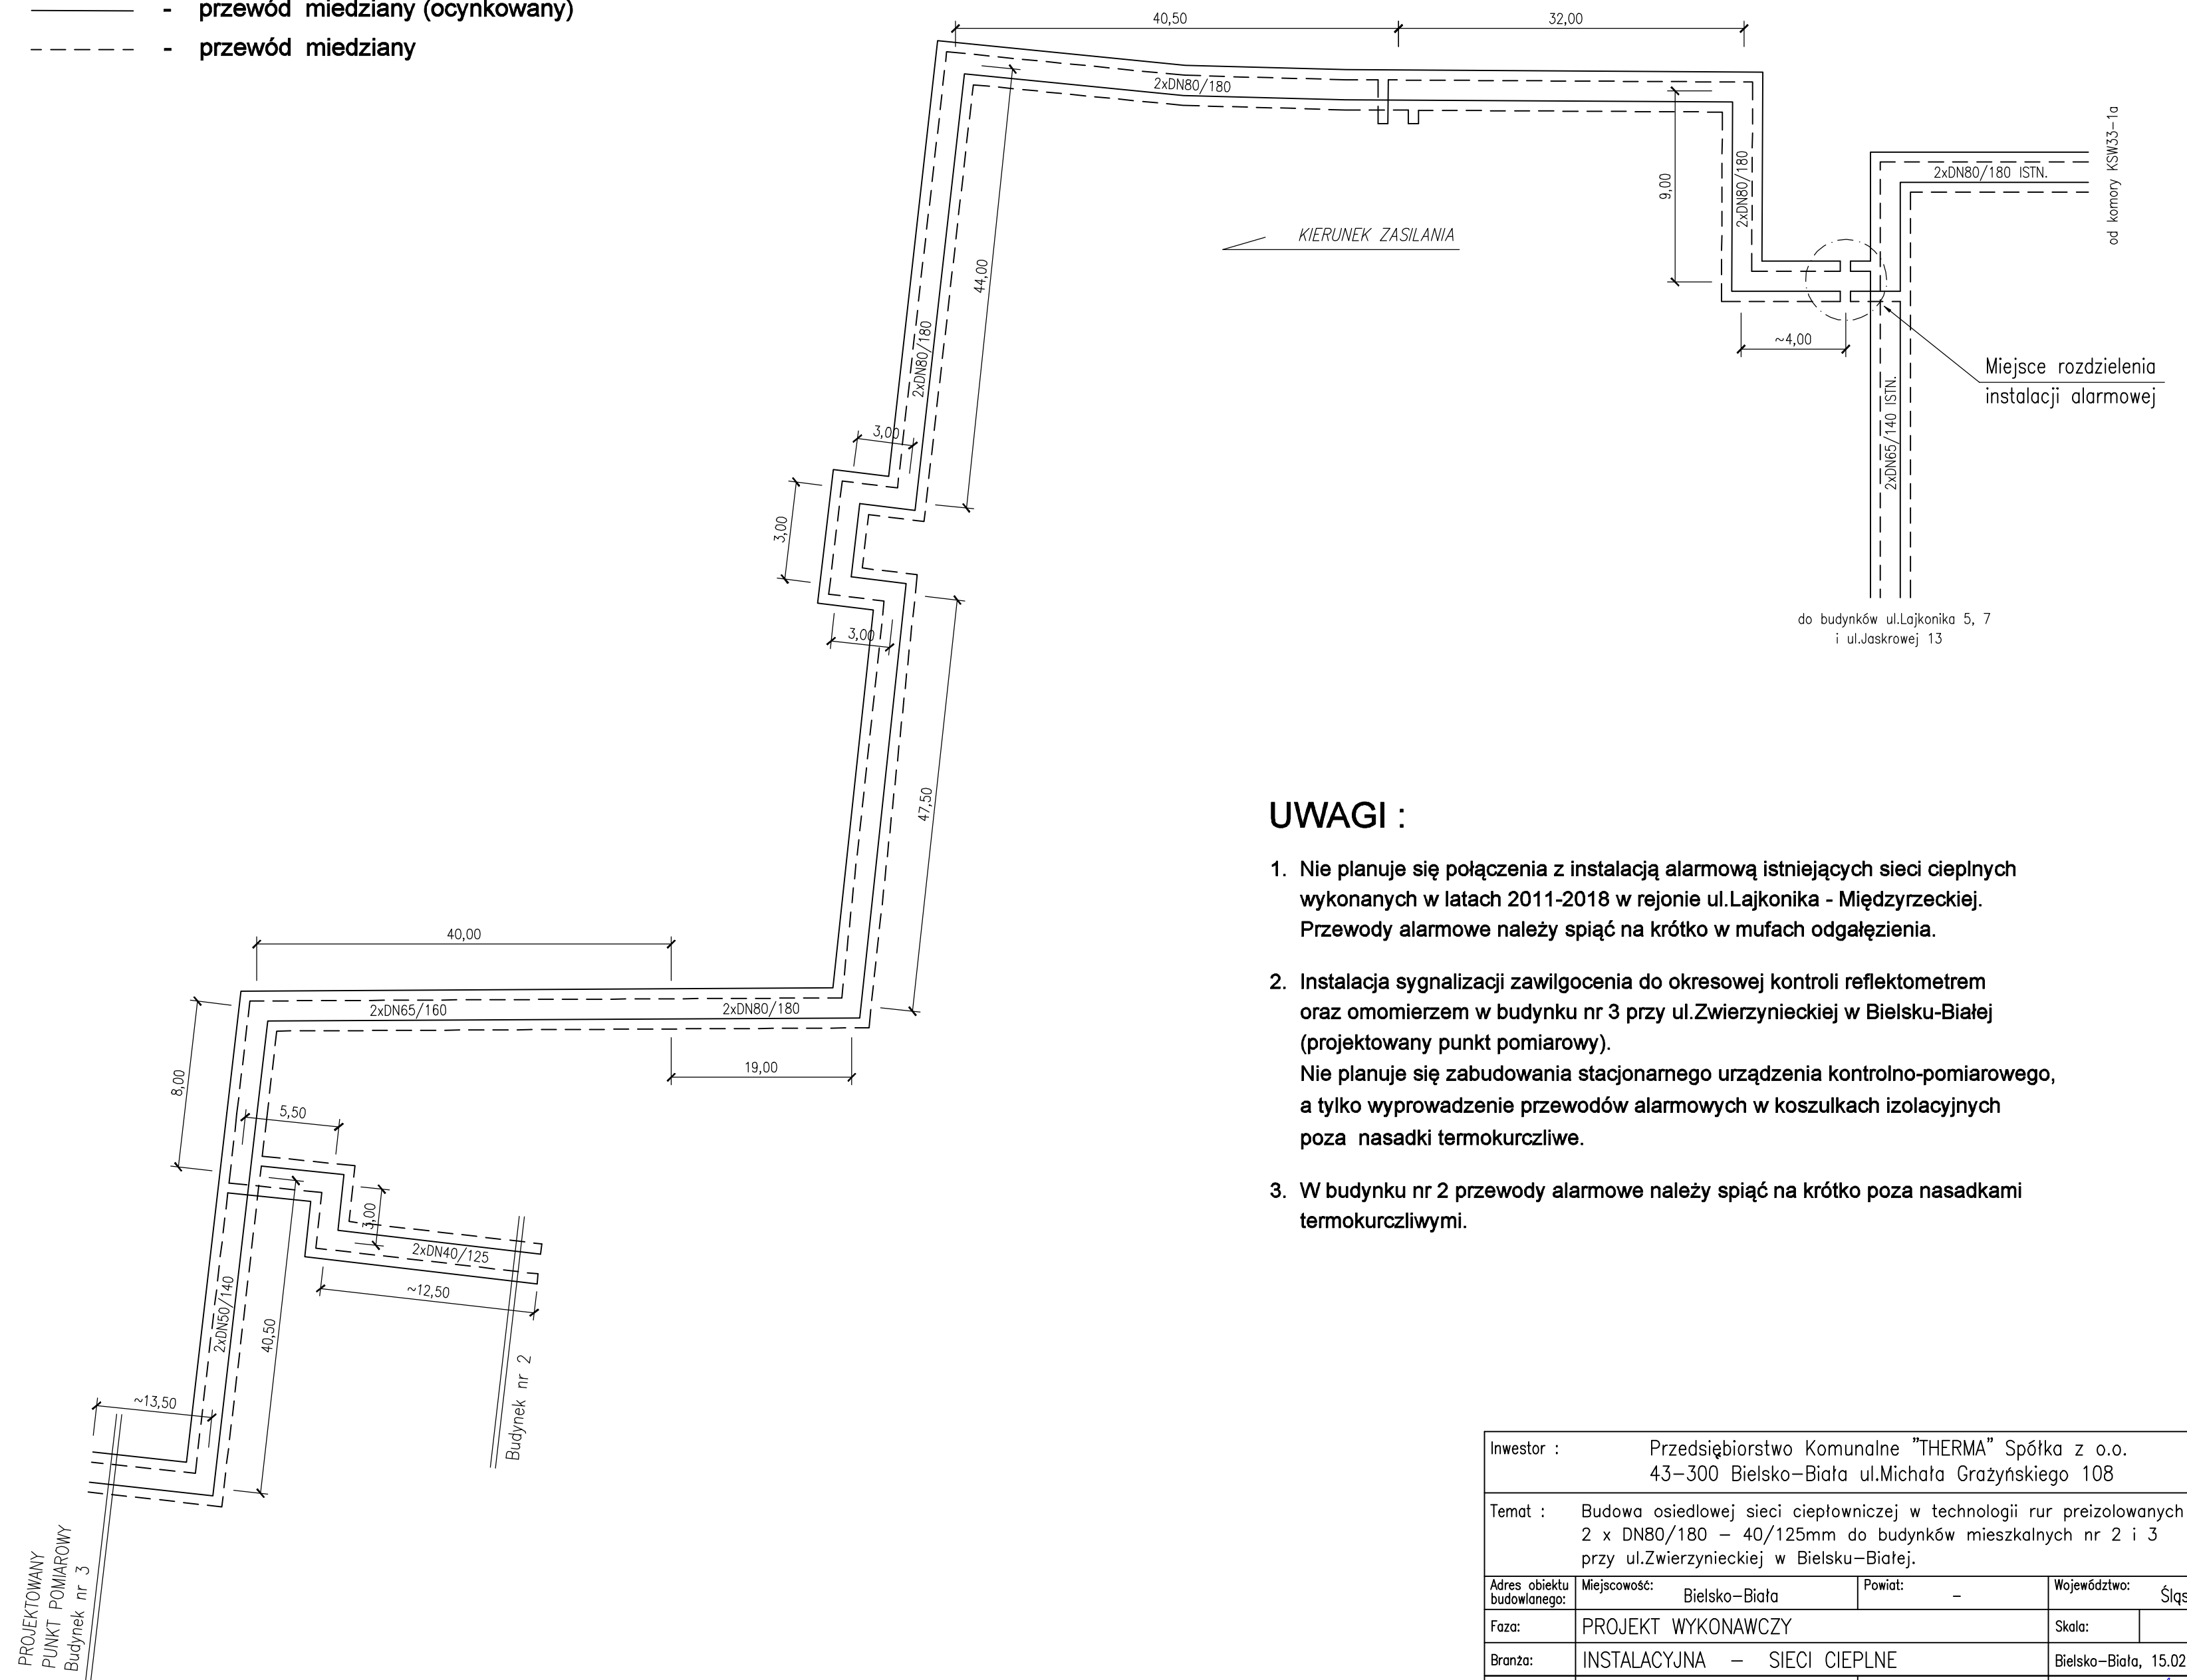 - przewód miedziany (ocynkowany)
- przewód miedziany
40,50
32,00
2xDN80/180
9,00
2xDN80/180
2xDN80/180 ISTN.
od komory KSW33-1a
KIERUNEK ZASILANIA
44,00
2xDN80/180
~4,00
Miejsce rozdzielenia
instalacji alarmowej
2xDN65/140 ISTN.
3,00
3,00
3,00
do budynków ul.Lajkonika 5, 7
i ul.Jaskrowej 13
47,50
40,00
2xDN65/160
2xDN80/180
19,00
8,00
5,50
3,00
2xDN40/125
~12,50
2xDN50/140
40,50
Budynek nr 2
~13,50
PROJEKTOWANY
PUNKT POMIAROWY
Budynek nr 3
UWAGI :
1. Nie planuje się połączenia z instalacją alarmową istniejących sieci cieplnych
wykonanych w latach 2011-2018 w rejonie ul.Lajkonika - Międzyrzeckiej.
Przewody alarmowe należy spiąć na krótko w mufach odgałęzienia.
2. Instalacja sygnalizacji zawilgocenia do okresowej kontroli reflektometrem
oraz omomierzem w budynku nr 3 przy ul.Zwierzynieckiej w Bielsku-Białej
(projektowany punkt pomiarowy).
Nie planuje się zabudowania stacjonarnego urządzenia kontrolno-pomiarowego,
a tylko wyprowadzenie przewodów alarmowych w koszulkach izolacyjnych
poza nasadki termokurczliwe.
3. W budynku nr 2 przewody alarmowe należy spiąć na krótko poza nasadkami
termokurczliwymi.
Inwestor : Przedsiębiorstwo Komunalne "THERMA" Spółka z o.o.
43-300 Bielsko-Biała ul.Michała Grażyńskiego 108
Temat : Budowa osiedlowej sieci ciepłowniczej w technologii rur preizolowanych
2 x DN80/180 - 40/125mm do budynków mieszkalnych nr 2 i 3
przy ul.Zwierzynieckiej w Bielsku-Białej.
Adres obiektu budowlanego: Miejscowość: Bielsko-Biała Powiat: - Województwo: Śląs
Faza: PROJEKT WYKONAWCZY Skala:
Branża: INSTALACYJNA - SIECI CIEPLNE Bielsko-Biała, 15.02